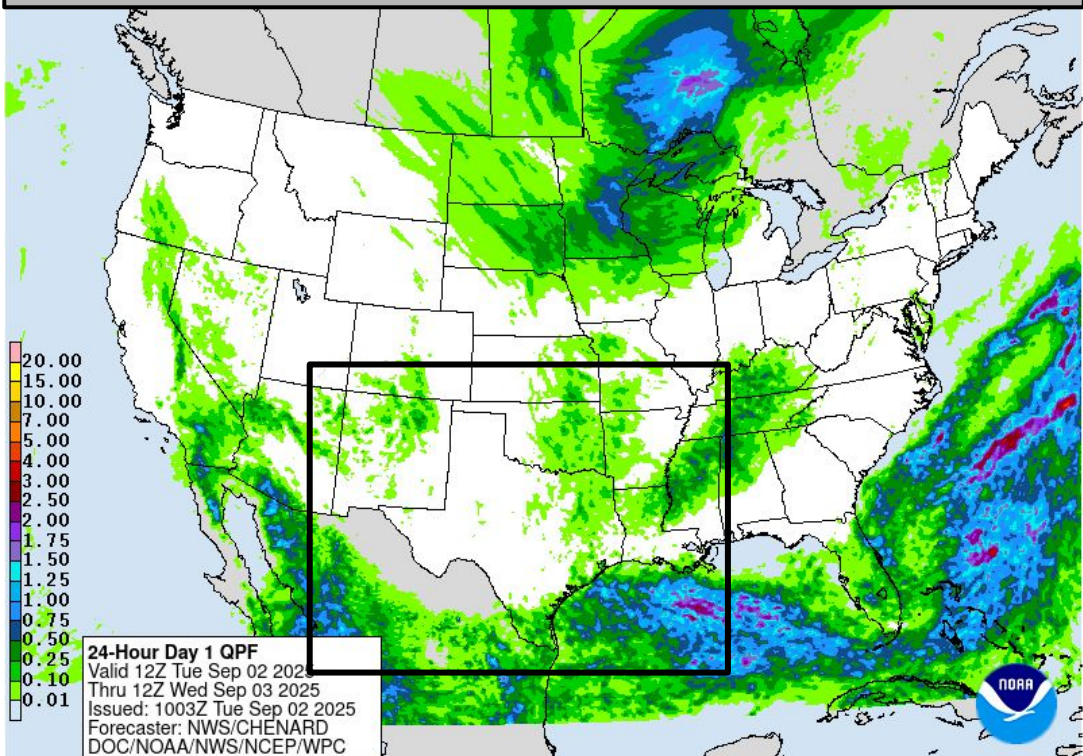 20.00
15.00
10.00
7.00
5.00
4.00
3.00
2.50
2.00
1.75
1.50
1.25
1.00
0.75
0.50
0.25
0.10
0.01
24-Hour Day 1 QPF
Valid 12Z Tue Sep 02 2025
Thru 12Z Wed Sep 03 2025
Issued: 1003Z Tue Sep 02 2025
Forecaster: NWS/CHENARD
DOC/NOAA/NWS/NCEP/WPC
NOAA